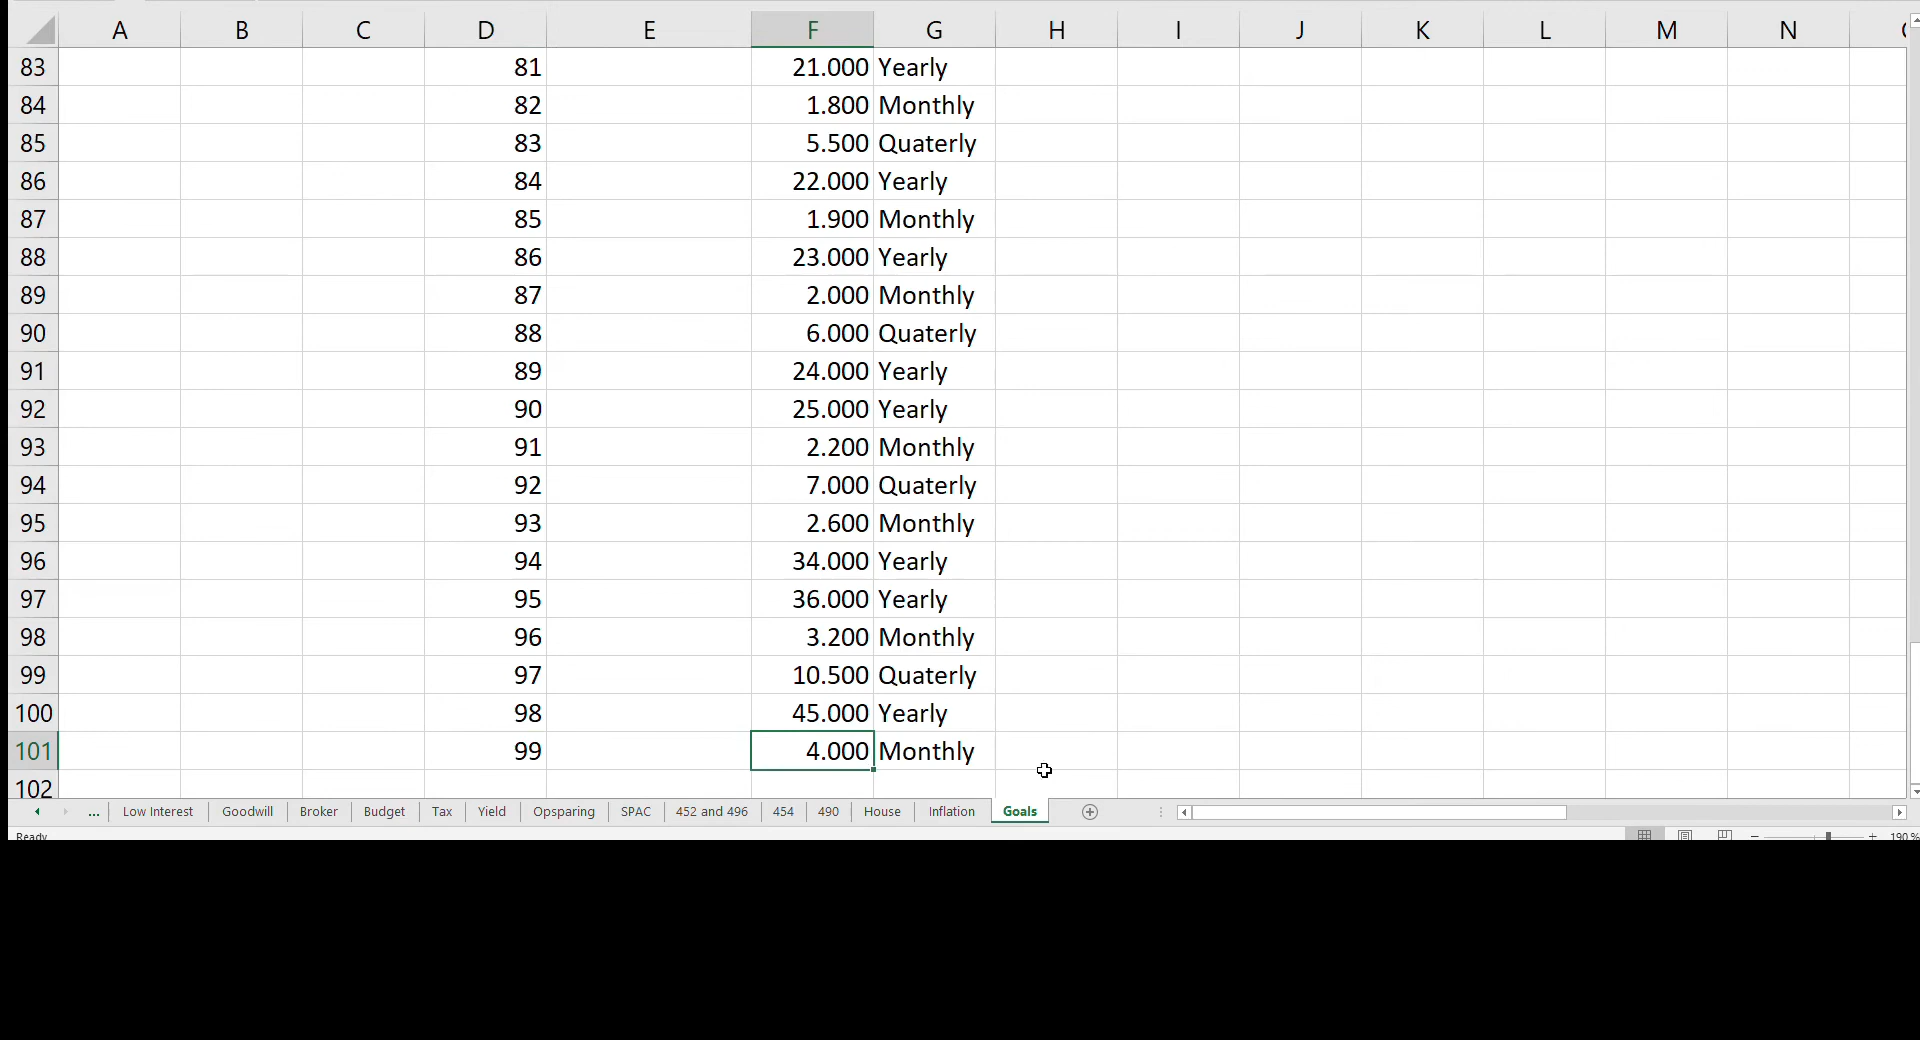 A B C D E F G H I J K L M N
83 81 21.000 Yearly
84 82 1.800 Monthly
85 83 5.500 Quaterly
86 84 22.000 Yearly
87 85 1.900 Monthly
88 86 23.000 Yearly
89 87 2.000 Monthly
90 88 6.000 Quaterly
91 89 24.000 Yearly
92 90 25.000 Yearly
93 91 2.200 Monthly
94 92 7.000 Quaterly
95 93 2.600 Monthly
96 94 34.000 Yearly
97 95 36.000 Yearly
98 96 3.200 Monthly
99 97 10.500 Quaterly
100 98 45.000 Yearly
101 99 4.000 Monthly
102
... Low Interest Goodwill Broker Budget Tax Yield Opsparing SPAC 452 and 496 454 490 House Inflation Goals
Ready 190 %